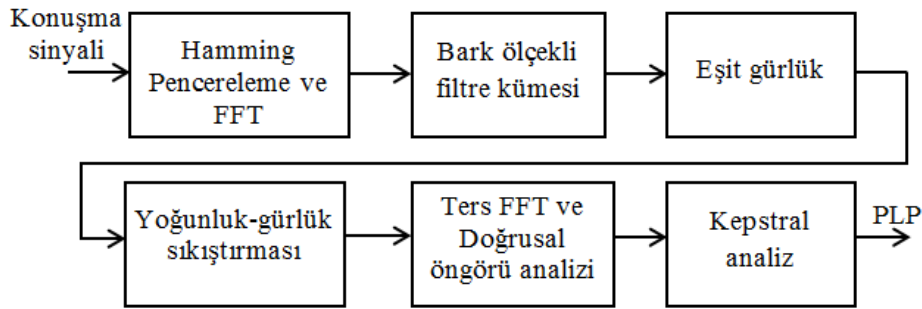 Konuşma
sinyali
Hamming
Pencereleme ve
FFT
Bark ölçekli
filtre kümesi
Eşit gürlük
Yoğunluk-gürlük
sıkıştırması
Ters FFT ve
Doğrusal
öngörü analizi
Kepstral
analiz
PLP